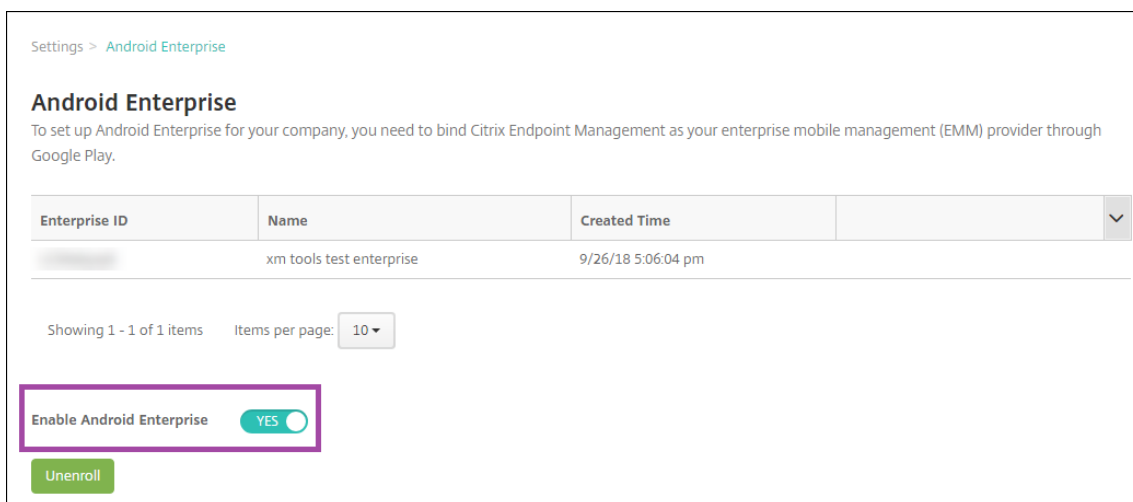 Settings > Android Enterprise
Android Enterprise
To set up Android Enterprise for your company, you need to bind Citrix Endpoint Management as your enterprise mobile management (EMM) provider through
Google Play.
Enterprise ID Name Created Time
xm tools test enterprise 9/26/18 5:06:04 pm
Showing 1 - 1 of 1 items Items per page: 10
Enable Android Enterprise YES
Unenroll